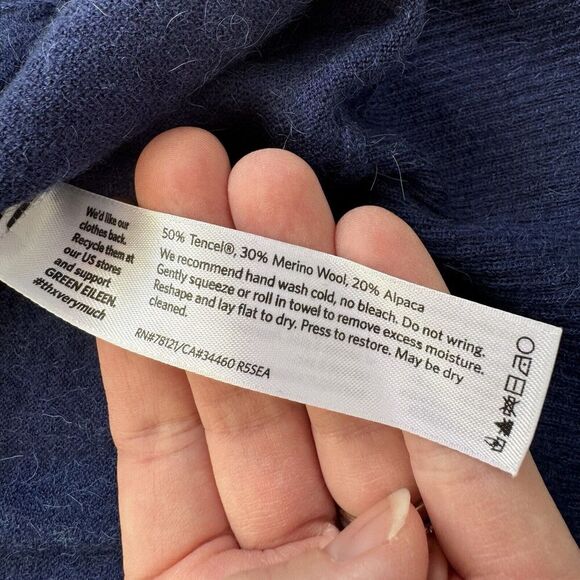 We'd like our
clothes back.
Recycle them at
our US stores
and support
GREEN EILEEN.
#thxverymuch
50% Tencel®, 30% Merino Wool, 20% Alpaca
We recommend hand wash cold, no bleach. Do not wring.
Gently squeeze or roll in towel to remove excess moisture.
Reshape and lay flat to dry. Press to restore. May be dry
cleaned.
RN#78121/CA#34460 R5SEA